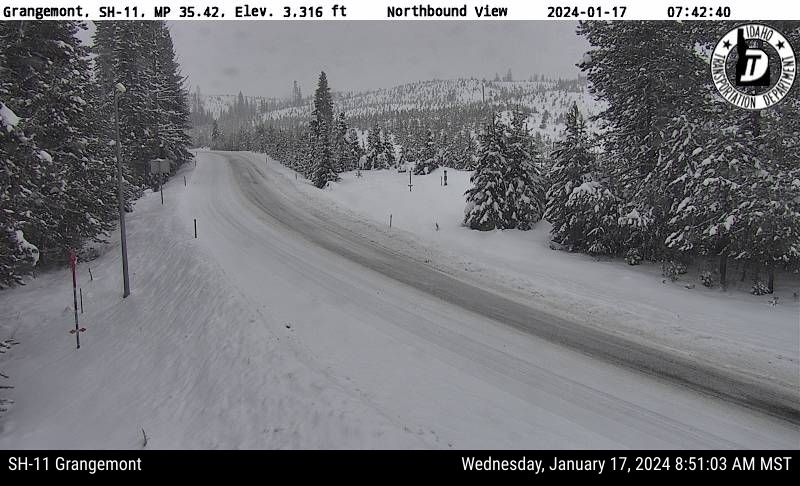 Grangemont, SH-11, MP 35.42, Elev. 3,316 ft Northbound View 2024-01-17 07:42:40
IDAHO
TRANSPORTATION DEPARTMENT
SH-11 Grangemont Wednesday, January 17, 2024 8:51:03 AM MST